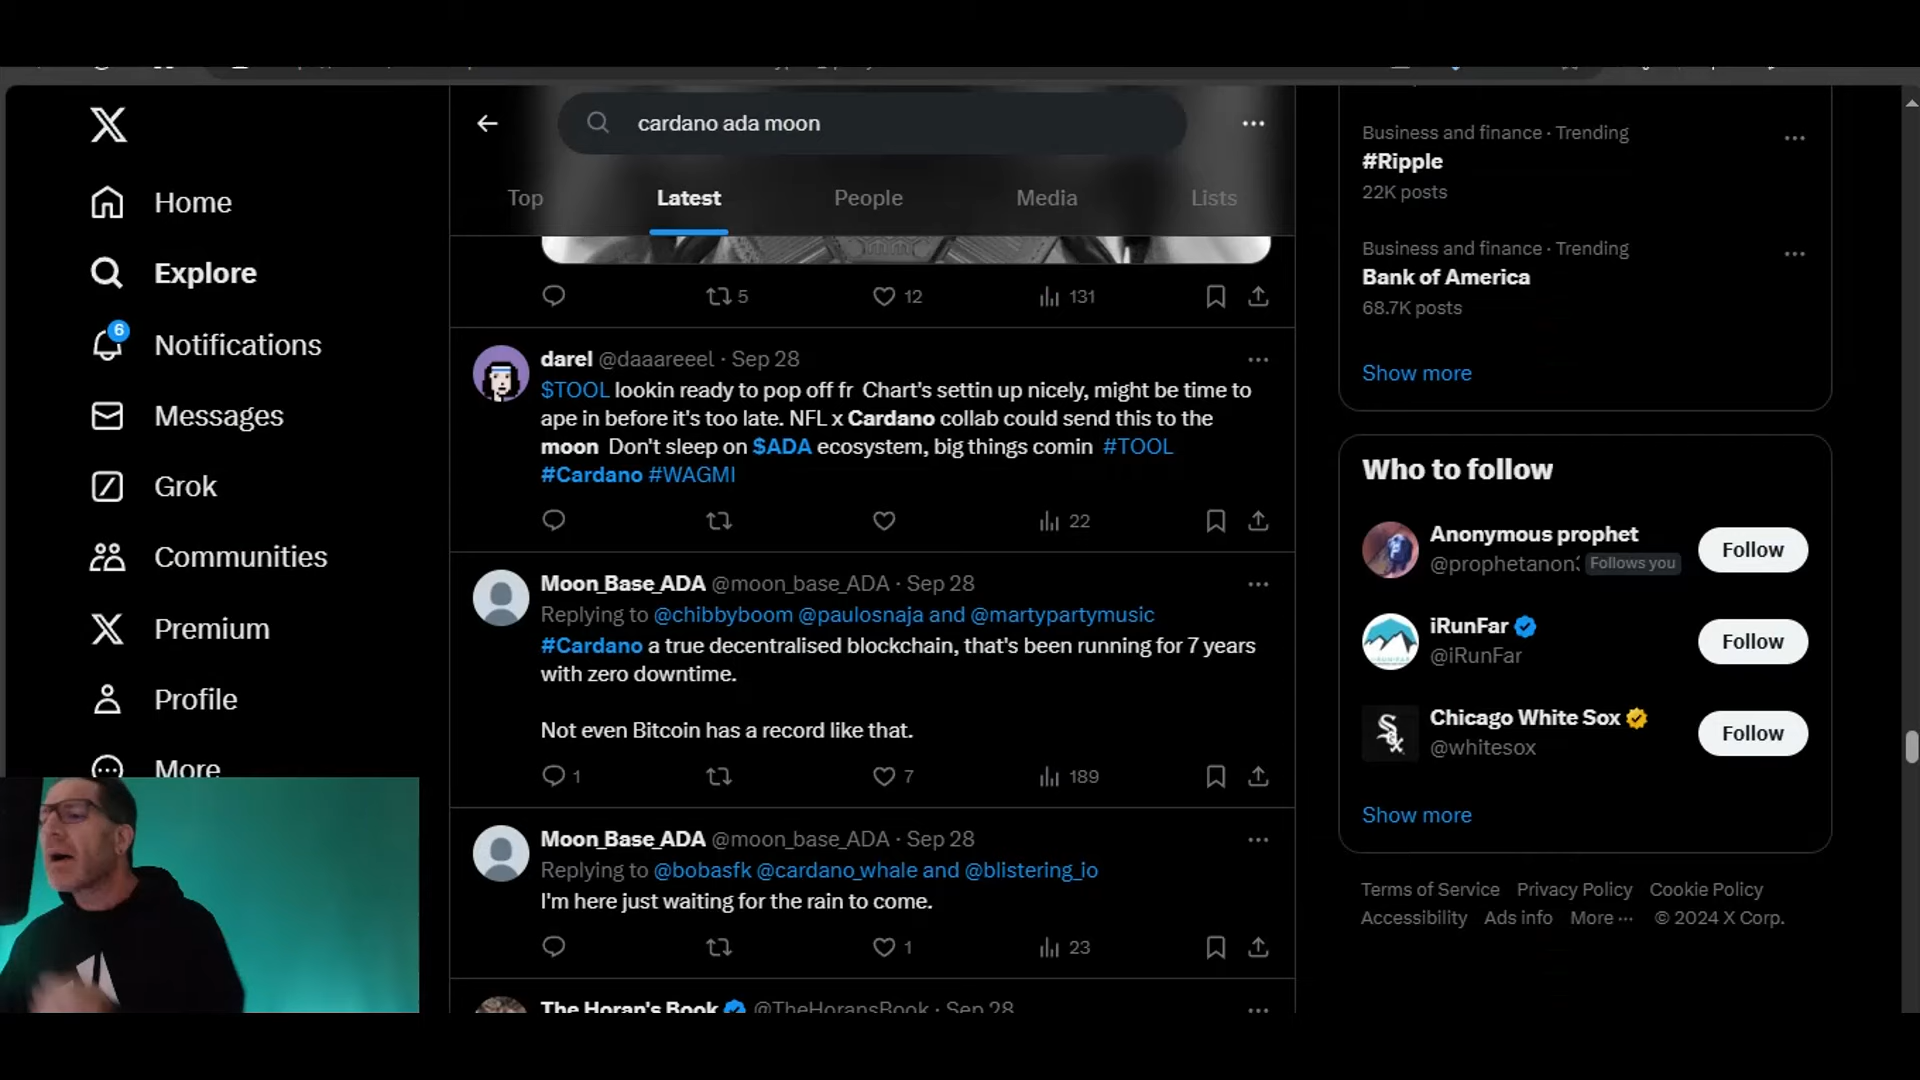 Home
Explore
6
Notifications
Messages
Grok
Communities
Premium
Profile
More
cardano ada moon
Top
Latest
People
Media
Lists
5
12
131
darel @daaareeel · Sep 28
$TOOL lookin ready to pop off fr Chart's settin up nicely, might be time to
ape in before it's too late. NFL x Cardano collab could send this to the
moon Don't sleep on $ADA ecosystem, big things comin #TOOL
#Cardano #WAGMI
22
Moon_Base_ADA @moon_base_ADA · Sep 28
Replying to @chibbyboom @paulosnaja and @martypartymusic
#Cardano a true decentralised blockchain, that's been running for 7 years
with zero downtime.
Not even Bitcoin has a record like that.
1
7
189
Moon_Base_ADA @moon_base_ADA · Sep 28
Replying to @bobasfk @cardano_whale and @blistering_io
I'm here just waiting for the rain to come.
1
23
The Horan's Book @TheHoransBook · Sep 28
Business and finance · Trending
#Ripple
22K posts
Business and finance · Trending
Bank of America
68.7K posts
Show more
Who to follow
Anonymous prophet
@prophetanon Follows you
Follow
iRunFar
@iRunFar
Follow
Chicago White Sox
@whitesox
Follow
Show more
Terms of Service Privacy Policy Cookie Policy
Accessibility Ads info More ··· © 2024 X Corp.